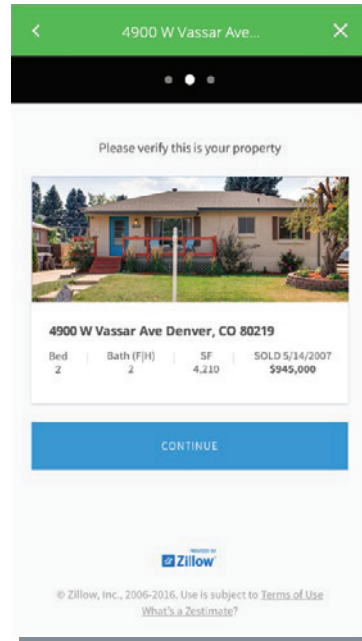 4900 W Vassar Ave...
Please verify this is your property
4900 W Vassar Ave Denver, CO 80219
Bed Bath (F|H) SF SOLD 5/14/2007
2 2 4,210 $945,000
CONTINUE
Zillow
© Zillow, Inc., 2006-2016. Use is subject to Terms of Use
What's a Zestimate?